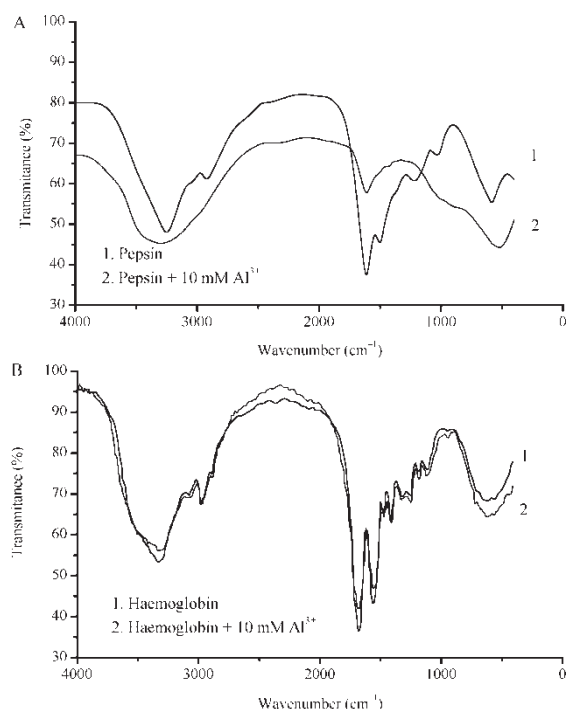 A
100
90
80
70
60
50
40
30
Transmitance (%)
1
2
1. Pepsin
2. Pepsin + 10 mM Al³⁺
4000 3000 2000 1000 0
Wavenumber (cm⁻¹)
B
100
90
80
70
60
50
40
30
Transmittance (%)
1
2
1. Haemoglobin
2. Haemoglobin + 10 mM Al³⁺
4000 3000 2000 1000 0
Wavenumber (cm⁻¹)